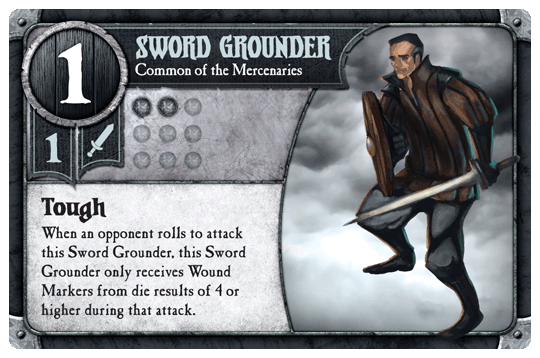 1
SWORD GROUNDER
Common of the Mercenaries
1
Tough
When an opponent rolls to attack
this Sword Grounder, this Sword
Grounder only receives Wound
Markers from die results of 4 or
higher during that attack.